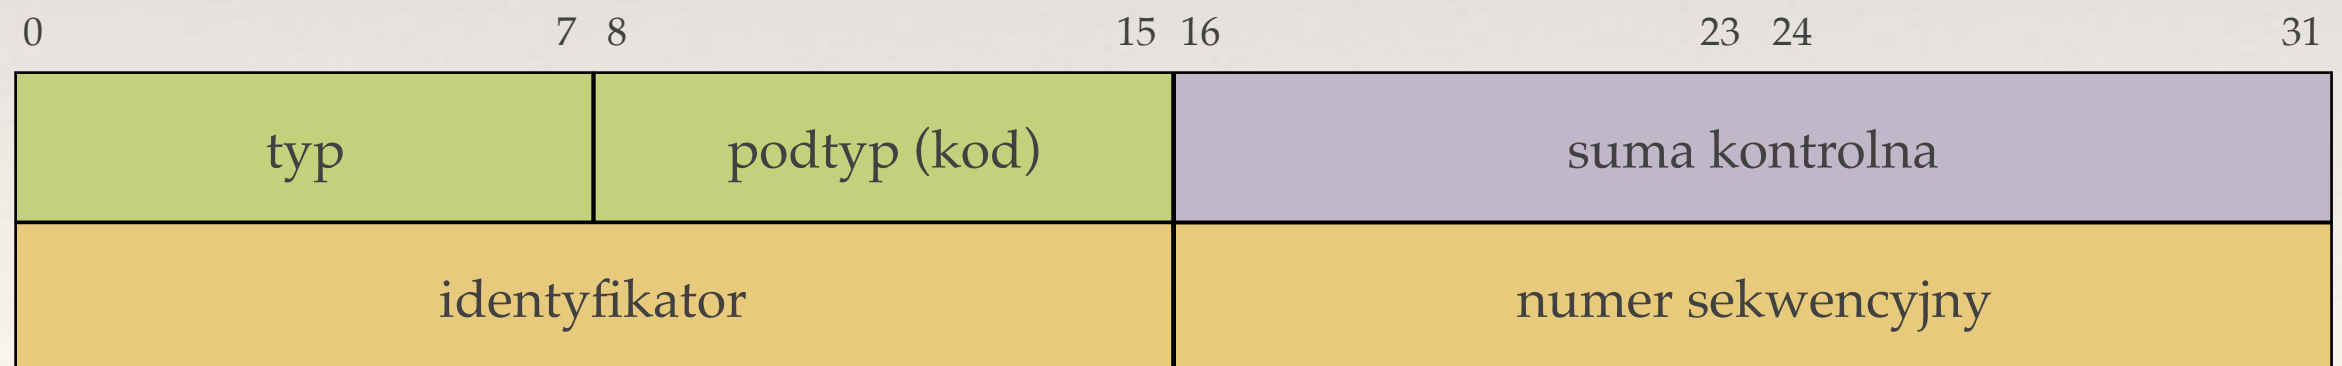 0 7 8 15 16 23 24 31
typ podtyp (kod) suma kontrolna
identyfikator numer sekwencyjny